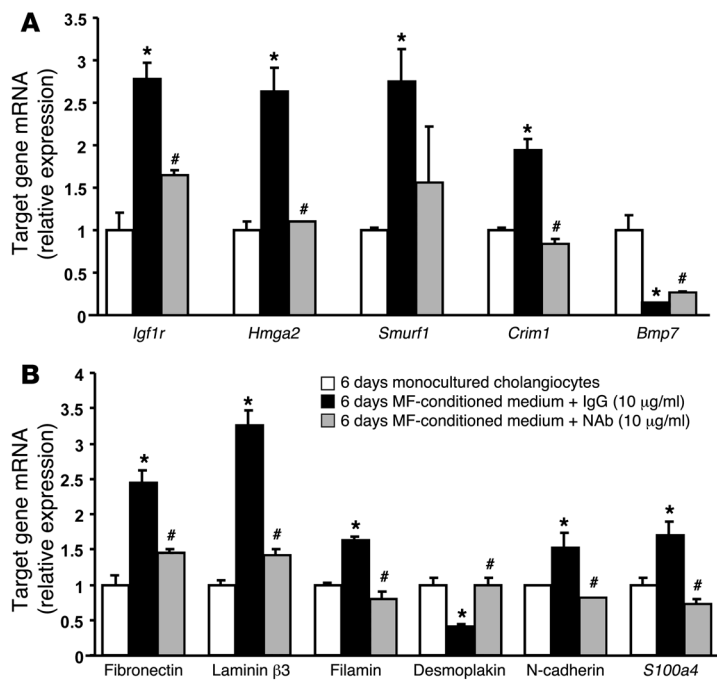 A
Target gene mRNA
(relative expression)
3.5
3
2.5
2
1.5
1
0.5
0
* # * # * * # * #
Igf1r Hmga2 Smurf1 Crim1 Bmp7
B
6 days monocultured cholangiocytes
6 days MF-conditioned medium + IgG (10 μg/ml)
6 days MF-conditioned medium + NAb (10 μg/ml)
Target gene mRNA
(relative expression)
4
3.5
3
2.5
2
1.5
1
0.5
0
* # * # * # * # * # * #
Fibronectin Laminin β3 Filamin Desmoplakin N-cadherin S100a4